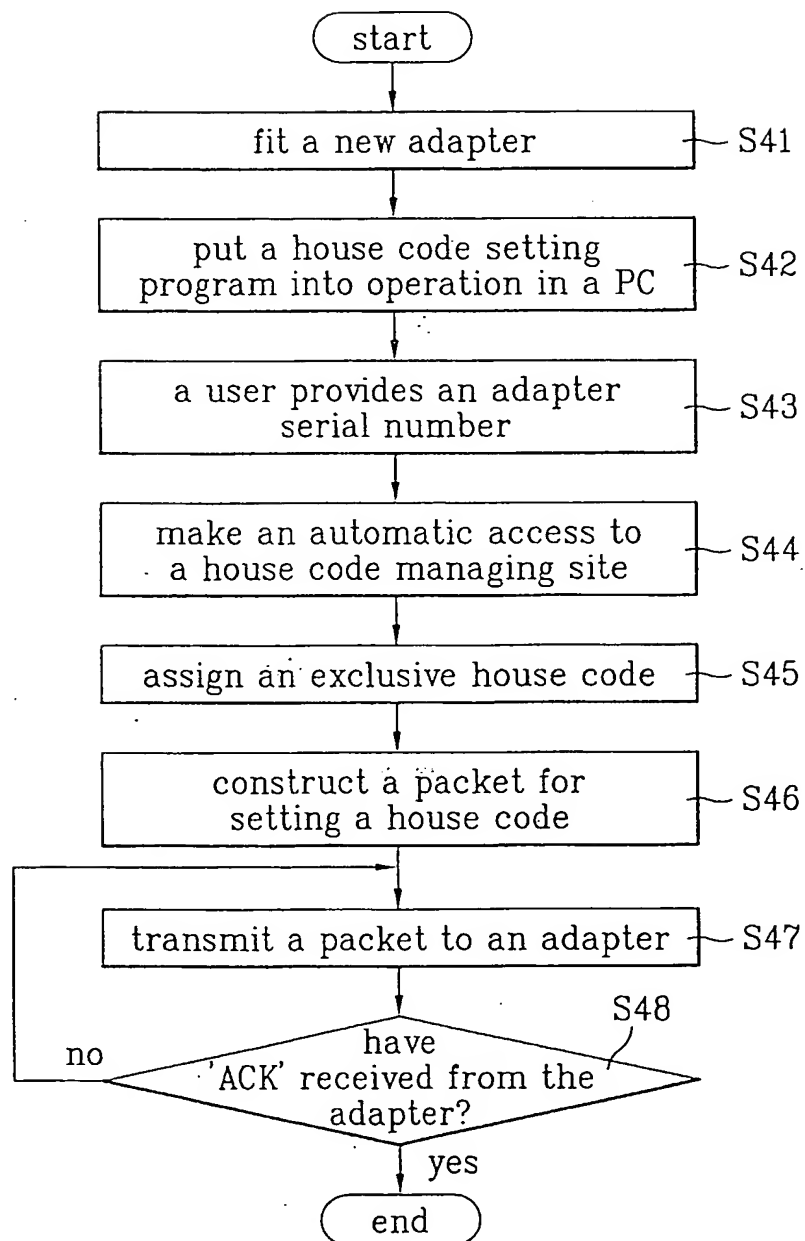 start
fit a new adapter
S41
put a house code setting
program into operation in a PC
S42
a user provides an adapter
serial number
S43
make an automatic access to
a house code managing site
S44
assign an exclusive house code
S45
construct a packet for
setting a house code
S46
transmit a packet to an adapter
S47
S48
no
have
'ACK' received from the
adapter?
yes
end